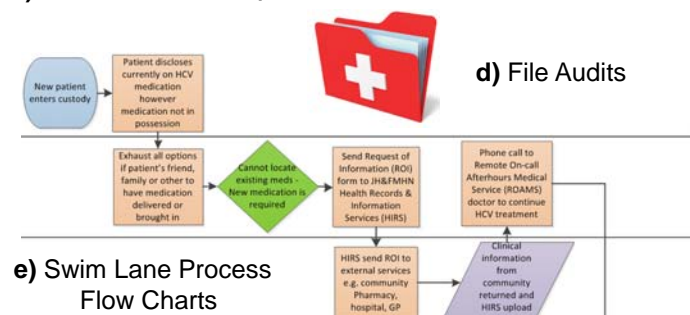 New patient
enters custody
Patient discloses
currently on HCV
medication
however
medication not in
possession
d) File Audits
Exhaust all options
if patient's friend,
family or other to
have medication
delivered or
brought in
Cannot locate
existing meds -
New medication is
required
Send Request of
Information (ROI)
form to JH&FMHN
Health Records &
Information
Services (HIRS)
Phone call to
Remote On-call
Afterhours Medical
Service (ROAMS)
doctor to continue
HCV treatment
e) Swim Lane Process
Flow Charts
HIRS send ROI to
external services
e.g. community
Pharmacy,
hospital, GP
Clinical
information
from
community
returned and
HIRS upload